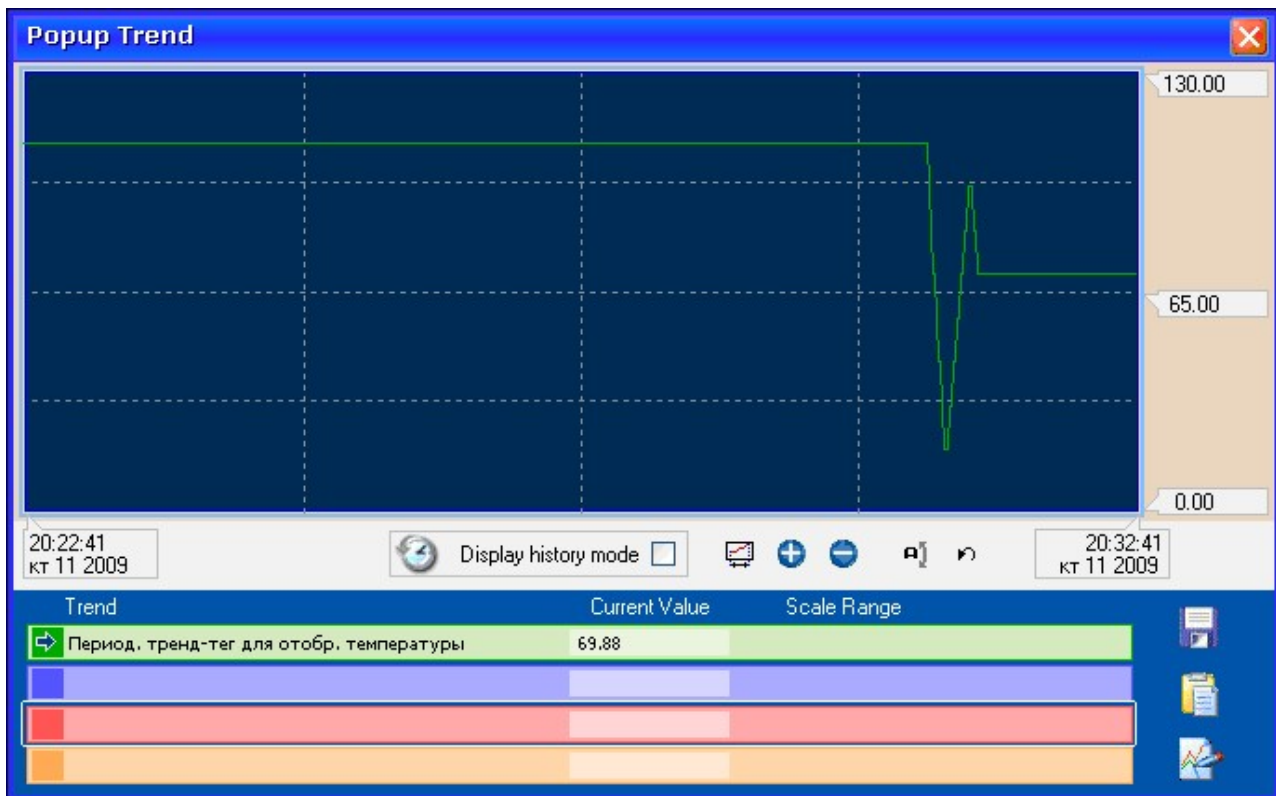 Popup Trend
130.00
65.00
0.00
20:22:41
кт 11 2009
Display history mode
20:32:41
кт 11 2009
Trend Current Value Scale Range
Период. тренд-тег для отобр. температуры 69.88